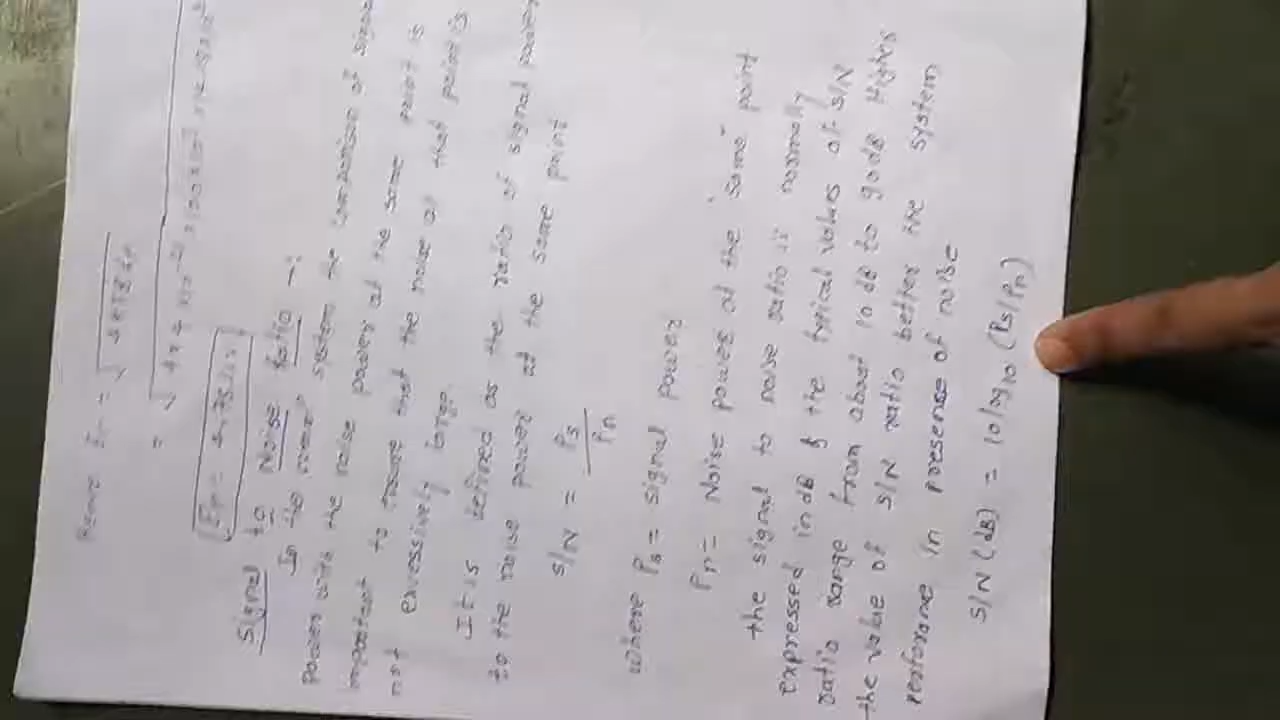 En = √
= √
Signal to Noise Ratio -:
In the comm" system the comparison of signal
power with the noise power at the same point is
important to ensure that the noise at that point is
not excessively large.
It is defined as the ratio of signal power
to the noise power at the same point
S/N = Ps / Pn
where Ps = signal power
Pn = Noise power at the same point
the signal to noise ratio is normally
expressed in dB & the typical values of S/N
ratio range from about 10 dB to 90 dB Higher
the value of S/N ratio better the system
in presense of noise
S/N (dB) = 10 log10 (Ps/Pn)